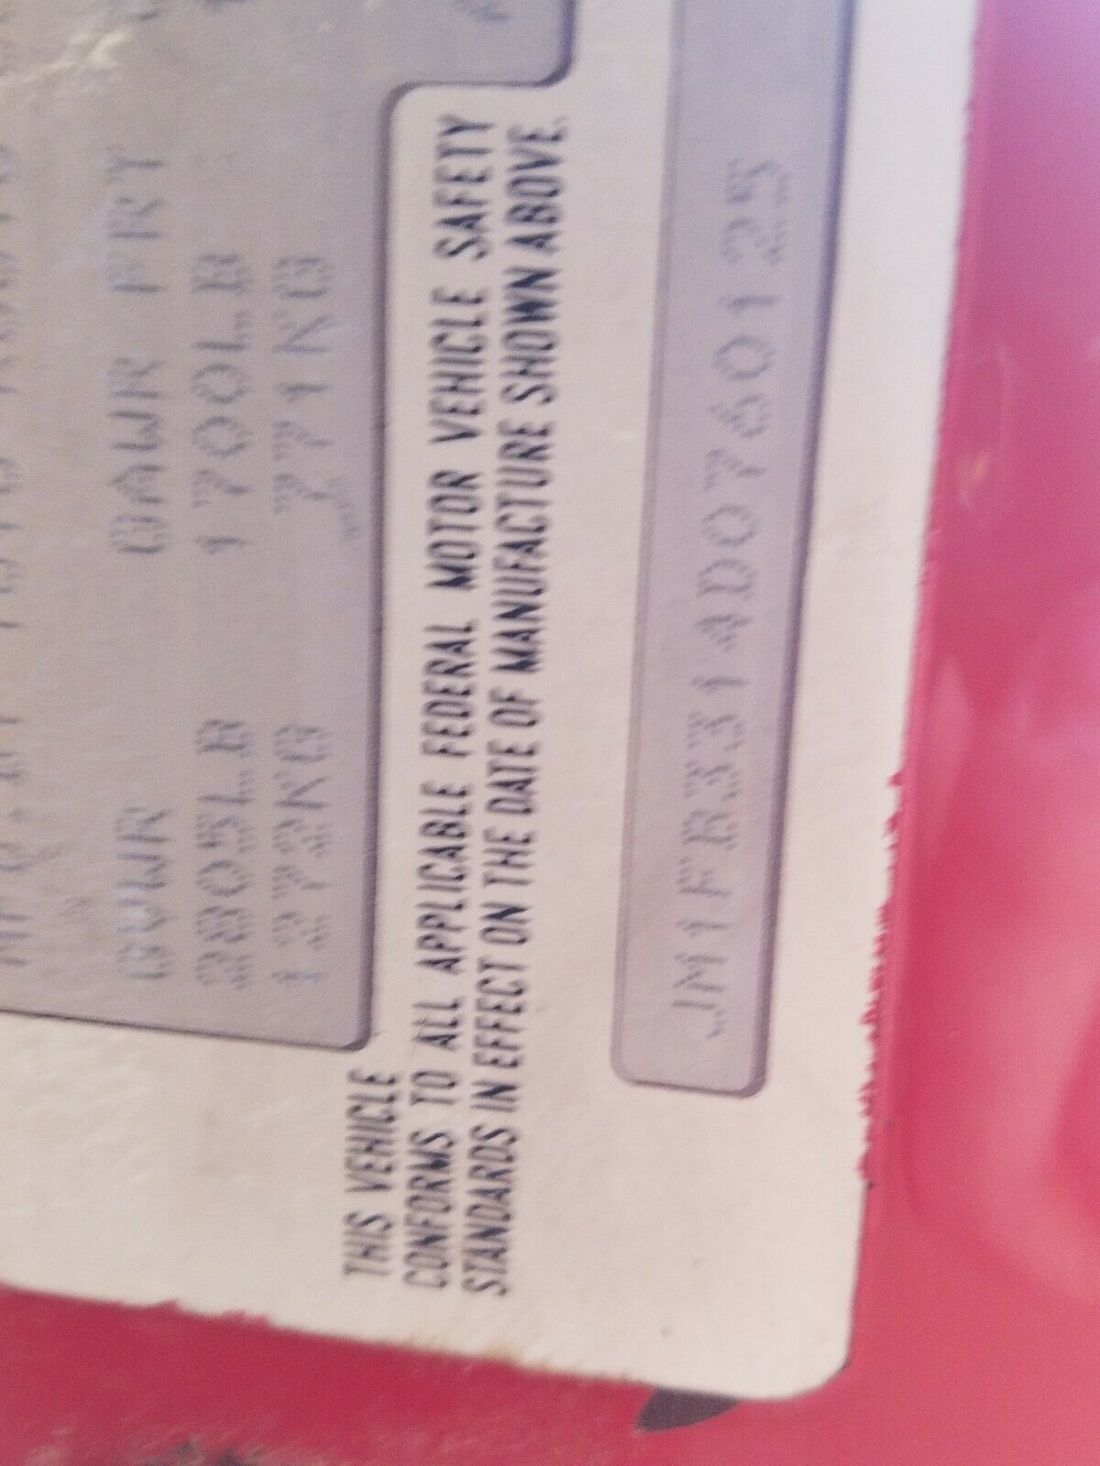 GVWR GAWR FRT
2805LB 1700LB
1272KG 771KG
THIS VEHICLE
CONFORMS TO ALL APPLICABLE FEDERAL MOTOR VEHICLE SAFETY
STANDARDS IN EFFECT ON THE DATE OF MANUFACTURE SHOWN ABOVE.
JM1FB3314D0760125